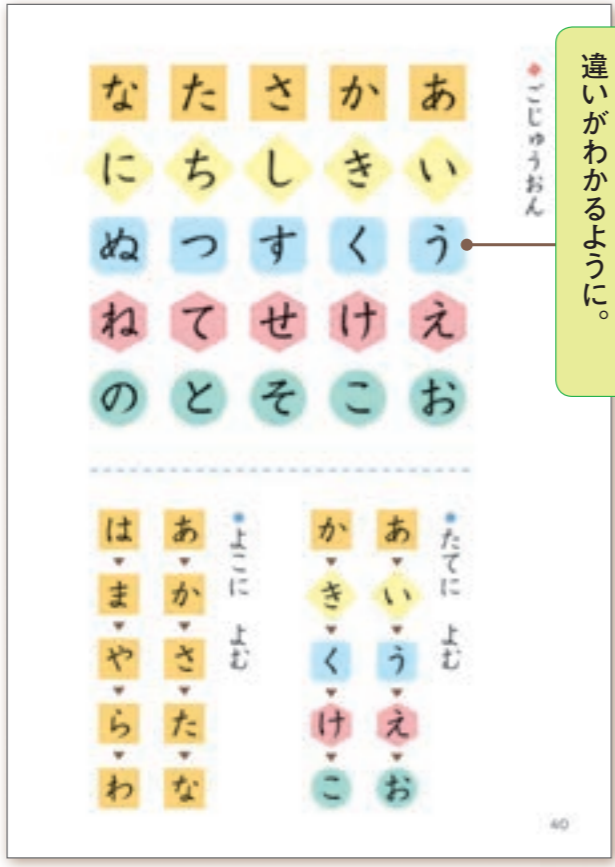 違いがわかるように。
ごじゅうおん
あいうえお
かきくけこ
さしすせそ
たちつてと
なにぬねの
たてに よむ
あいうえお
かきくけこ
よこに よむ
あかさたな
はまやらわ
40